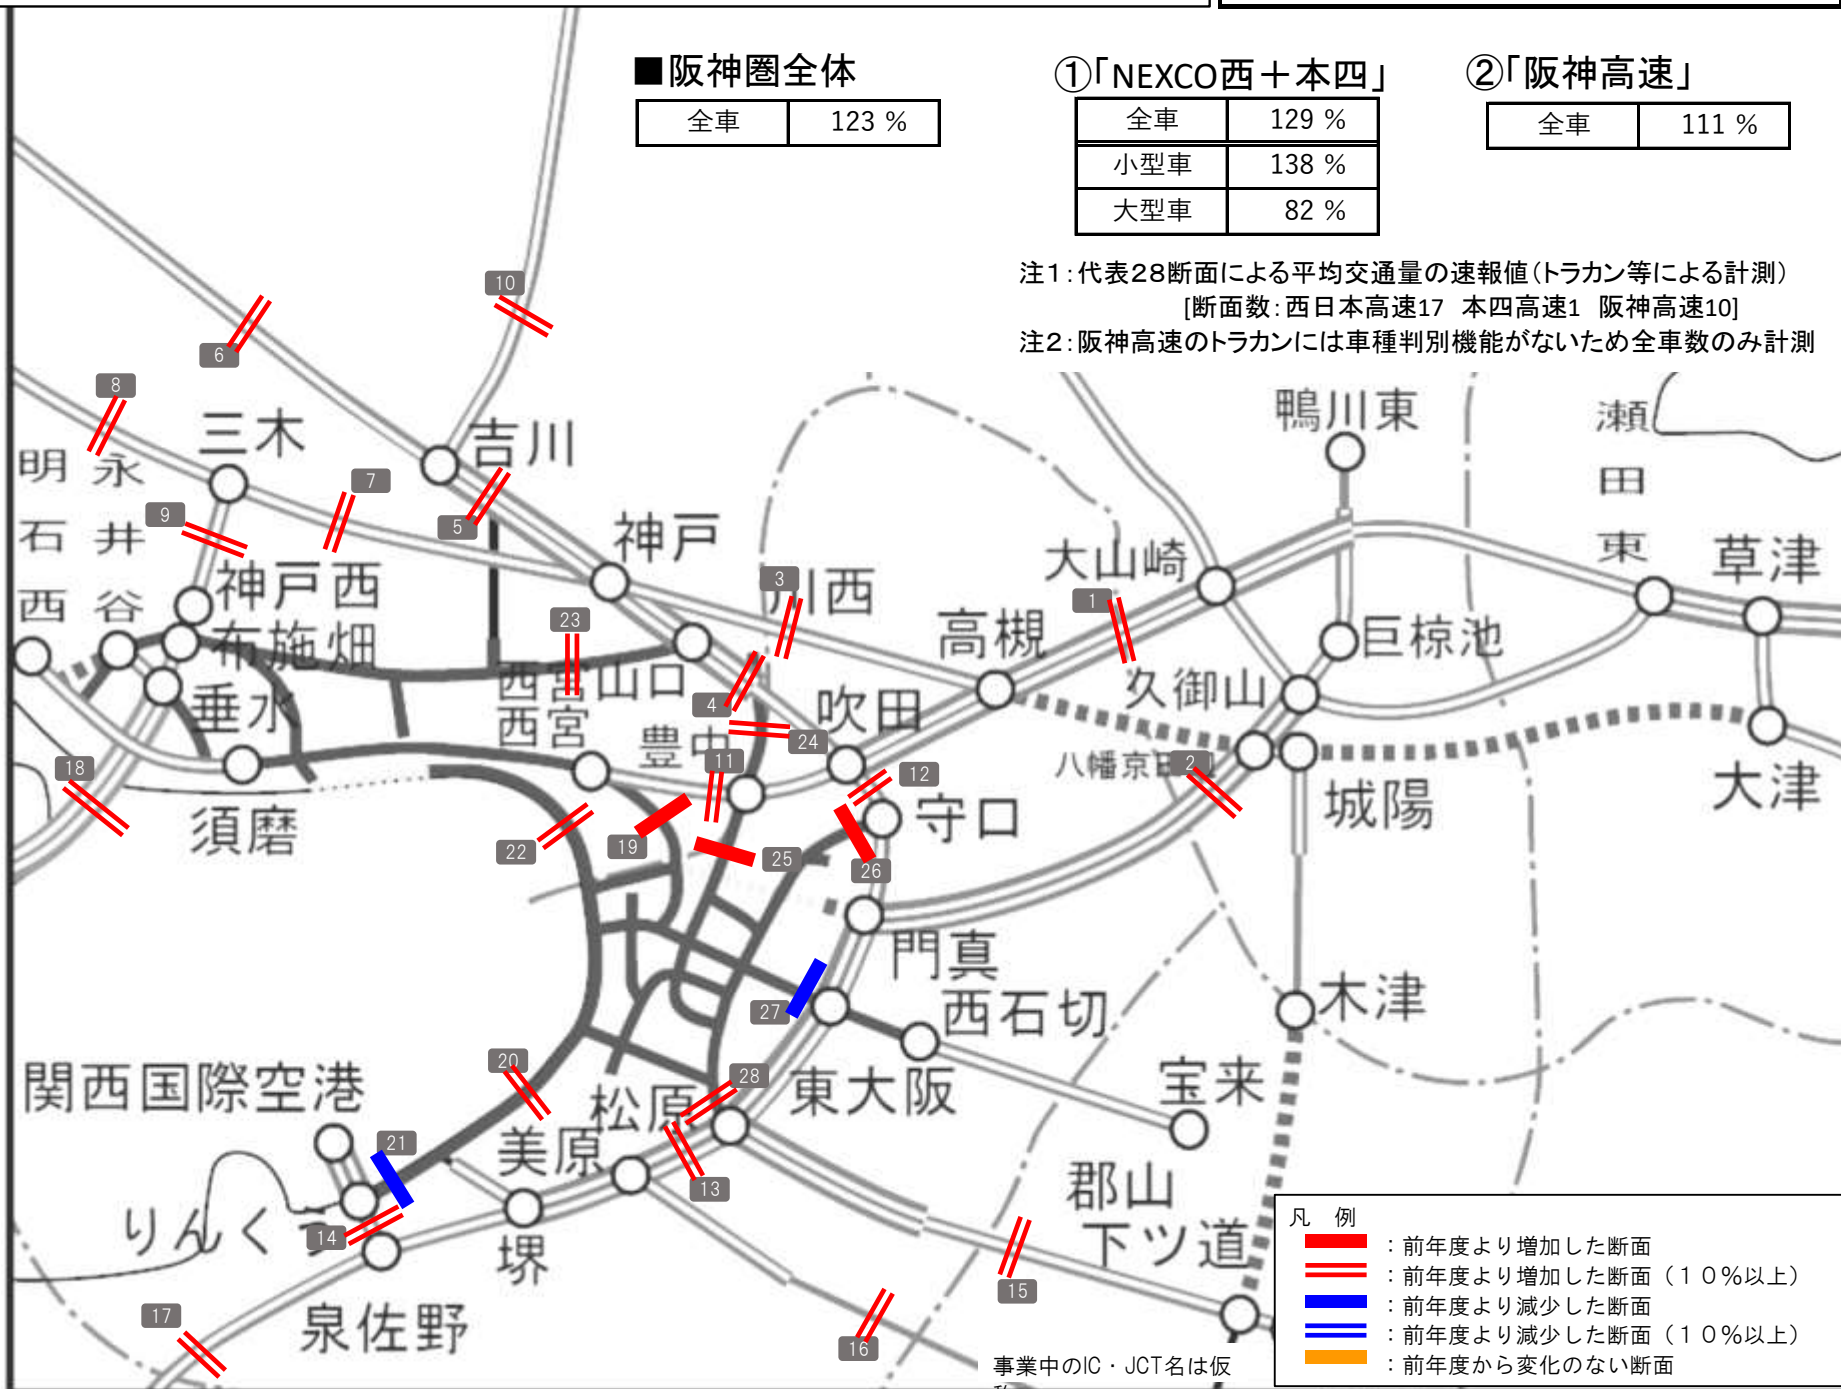 ■阪神圏全体
全車 123 %
①「NEXCO西＋本四」
全車 129 %
小型車 138 %
大型車 82 %
②「阪神高速」
全車 111 %
注1：代表28断面による平均交通量の速報値（トラカン等による計測）
[断面数：西日本高速17 本四高速1 阪神高速10]
注2：阪神高速のトラカンには車種判別機能がないため全車数のみ計測
10
6
8
三木
吉川
鴨川東
瀬田東
明石西
永井谷
7
9
5
神戸
神戸西
布施畑
大山崎
草津
3
川西
1
23
高槻
巨椋池
西宮山口
久御山
垂水
4
吹田
西宮
豊中
24
11
18
12
八幡京田辺
2
大津
須磨
守口
城陽
22
19
25
26
門真
27
西石切
木津
関西国際空港
20
松原
28
東大阪
宝来
21
美原
13
郡山
下ツ道
りんくう
14
堺
15
17
泉佐野
16
事業中のIC・JCT名は仮
凡 例
：前年度より増加した断面
：前年度より増加した断面（１０％以上）
：前年度より減少した断面
：前年度より減少した断面（１０％以上）
：前年度から変化のない断面